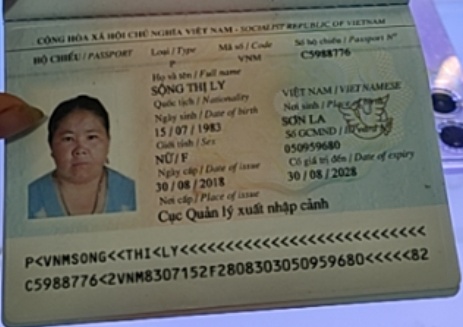 CỘNG HÒA XÃ HỘI CHỦ NGHĨA VIỆT NAM - SOCIALIST REPUBLIC OF VIETNAM
HỘ CHIẾU / PASSPORT
Loại / Type
P
Mã số / Code
VNM
Số hộ chiếu / Passport Nº
C5988776
Họ và tên / Full name
SỒNG THỊ LY
Quốc tịch / Nationality
VIỆT NAM / VIETNAMESE
Ngày sinh / Date of birth
15 / 07 / 1983
Nơi sinh / Place of
SƠN LA
Giới tính / Sex
NỮ / F
Số GCMND /
050959680
Ngày cấp / Date of issue
30 / 08 / 2018
Có giá trị đến / Date of expiry
30 / 08 / 2028
Nơi cấp / Place of issue
Cục Quản lý xuất nhập cảnh
P<VNMSONG<<THI<LY<<<<<<<<<<<<<<<<<<<<<<<<<<<
C5988776<2VNM8307152F2808303050959680<<<<<82